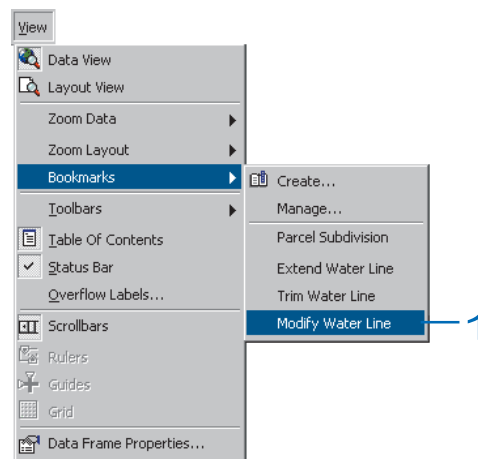 View
Data View
Layout View
Zoom Data
Zoom Layout
Bookmarks
Toolbars
Table Of Contents
Status Bar
Overflow Labels...
Scrollbars
Rulers
Guides
Grid
Data Frame Properties...
Create...
Manage...
Parcel Subdivision
Extend Water Line
Trim Water Line
Modify Water Line
1